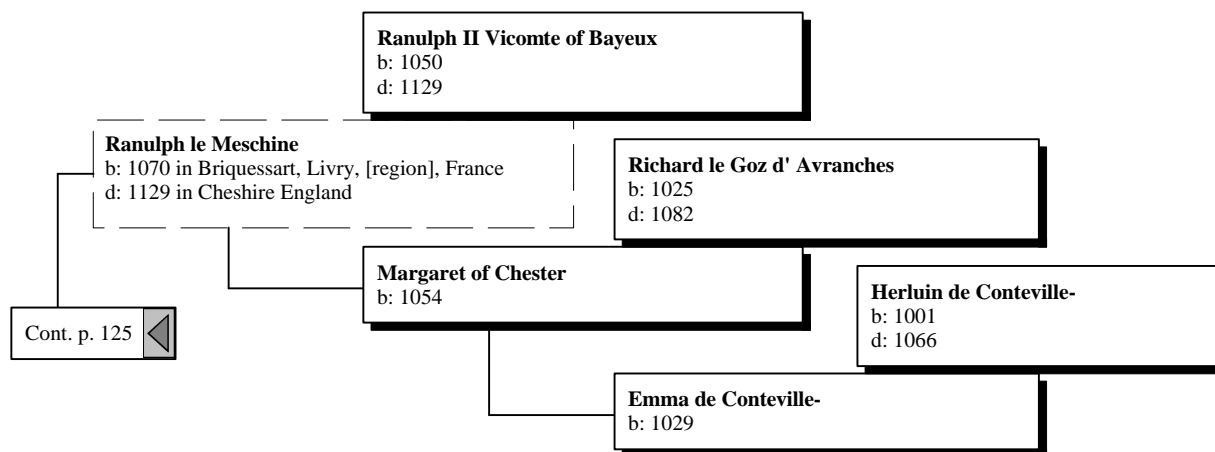 Ranulph II Vicomte of Bayeux
b: 1050
d: 1129
Ranulph le Meschine
b: 1070 in Briquessart, Livry, [region], France
d: 1129 in Cheshire England
Richard le Goz d' Avranches
b: 1025
d: 1082
Margaret of Chester
b: 1054
Herluin de Conteville-
b: 1001
d: 1066
Cont. p. 125
Emma de Conteville-
b: 1029